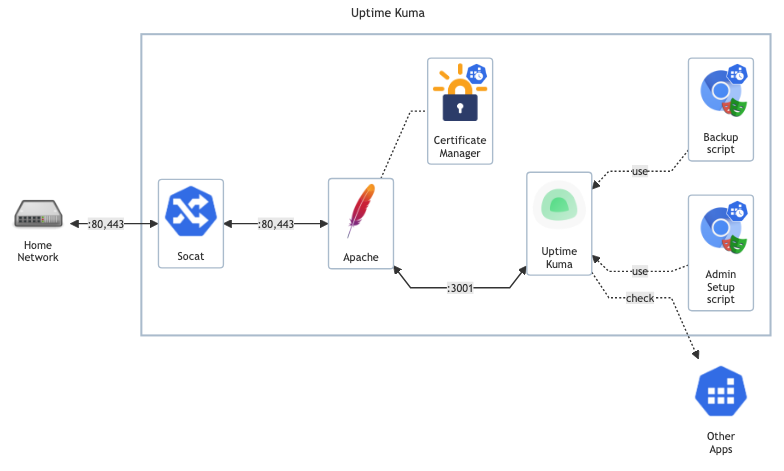 Uptime Kuma
Certificate
Manager
Backup
script
use
Home
Network
:80,443
Socat
:80,443
Apache
Uptime
Kuma
use
Admin
Setup
script
:3001
check
Other
Apps